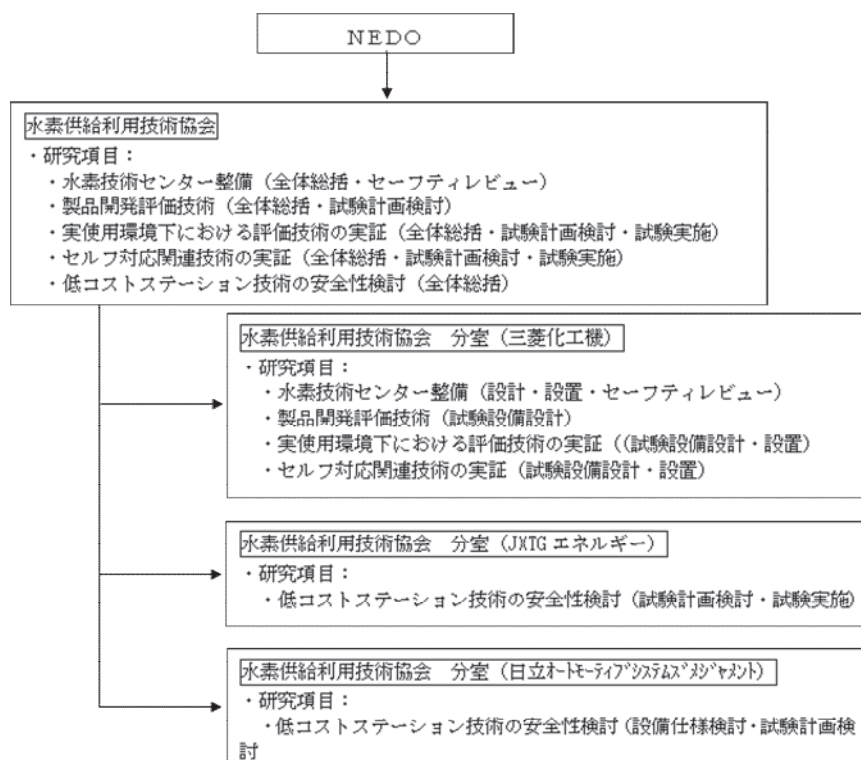 NEDO
水素供給利用技術協会
・研究項目：
・水素技術センター整備（全体総括・セーフティレビュー）
・製品開発評価技術（全体総括・試験計画検討）
・実使用環境下における評価技術の実証（全体総括・試験計画検討・試験実施）
・セルフ対応関連技術の実証（全体総括・試験計画検討・試験実施）
・低コストステーション技術の安全性検討（全体総括）
水素供給利用技術協会　分室（三菱化工機）
・研究項目：
・水素技術センター整備（設計・設置・セーフティレビュー）
・製品開発評価技術（試験設備設計）
・実使用環境下における評価技術の実証（（試験設備設計・設置）
・セルフ対応関連技術の実証（試験設備設計・設置）
水素供給利用技術協会　分室（JXTG エネルギー）
・研究項目：
・低コストステーション技術の安全性検討（試験計画検討・試験実施）
水素供給利用技術協会　分室（日立ｵｰﾄﾓｰﾃｨﾌﾞｼｽﾃﾑｽﾞﾒｼﾞｬﾒﾝﾄ）
・研究項目：
・低コストステーション技術の安全性検討（設備仕様検討・試験計画検
討